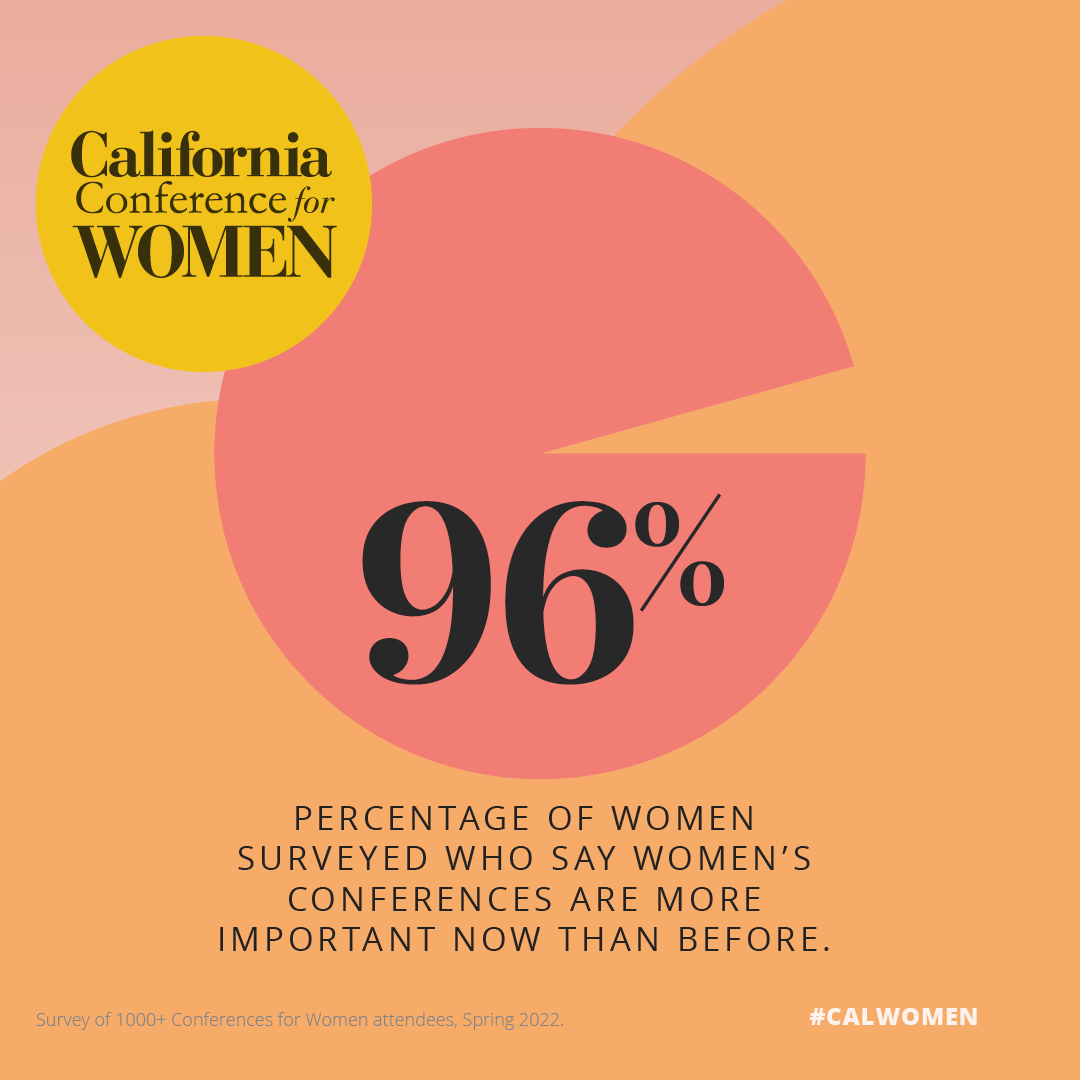 California
Conference for
WOMEN
96%
PERCENTAGE OF WOMEN
SURVEYED WHO SAY WOMEN’S
CONFERENCES ARE MORE
IMPORTANT NOW THAN BEFORE.
Survey of 1000+ Conferences for Women attendees, Spring 2022.
#CALWOMEN